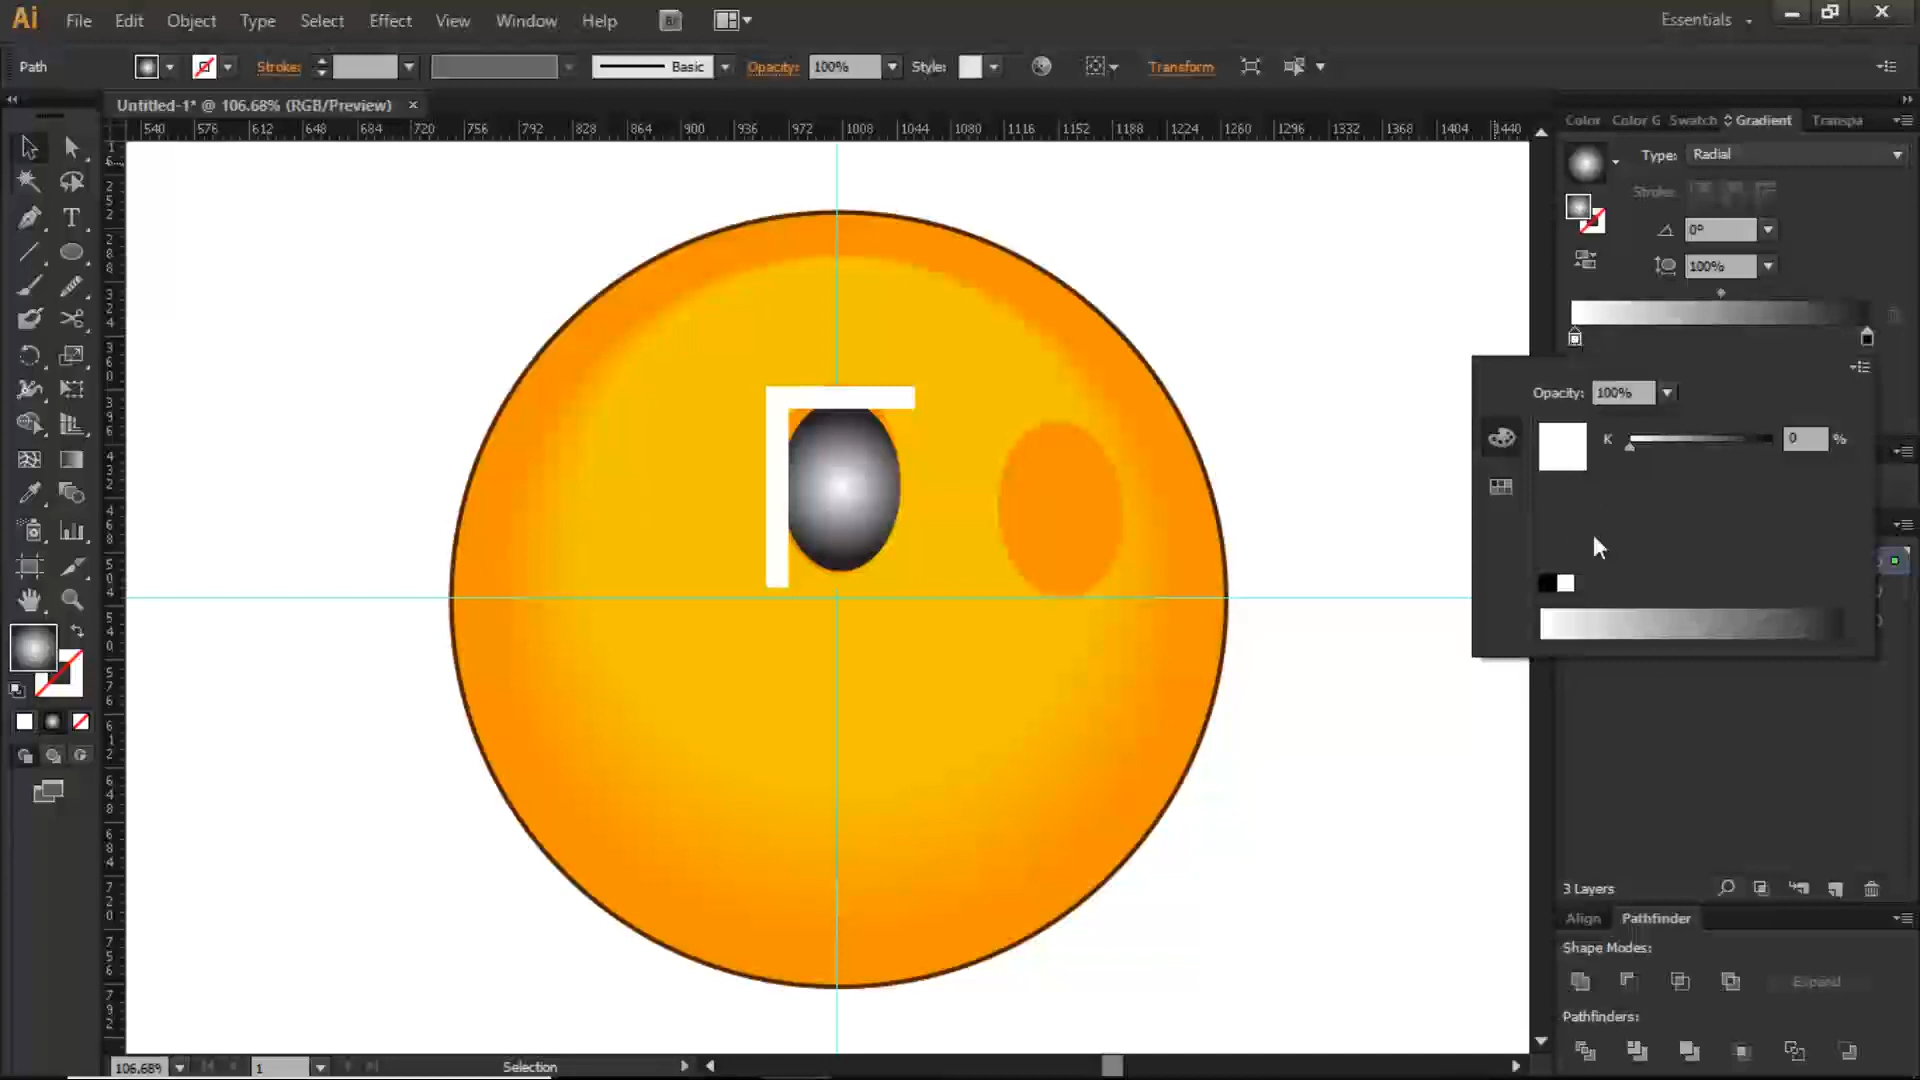 Ai File Edit Object Type Select Effect View Window Help Br Essentials
Path Stroke: Basic Opacity: 100% Style: Transform
Untitled-1* @ 106.68% (RGB/Preview) ×
540 576 612 648 684 720 756 792 828 864 900 936 972 1008 1044 1080 1116 1152 1188 1224 1260 1296 1332 1368 1404 1440
Color Color G Swatch Gradient Transpa
Type: Radial
Stroke:
0°
100%
Opacity: 100%
K 0 %
3 Layers
Align Pathfinder
Shape Modes:
Expand
Pathfinders:
106.68% 1 Selection